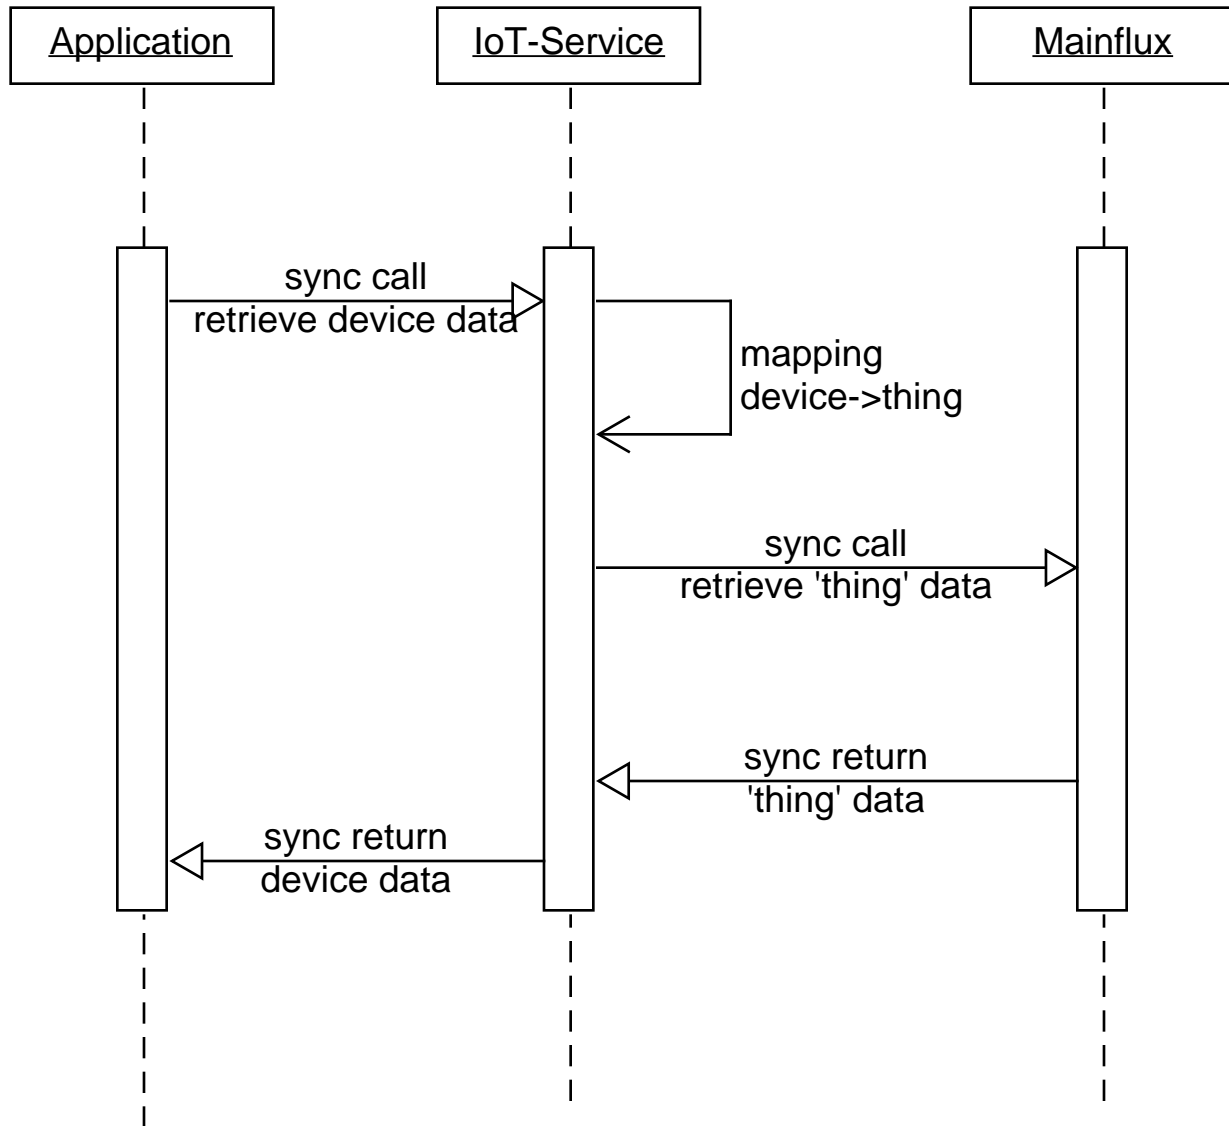 Application
IoT-Service
Mainflux
sync call
retrieve device data
mapping
device->thing
sync call
retrieve 'thing' data
sync return
'thing' data
sync return
device data